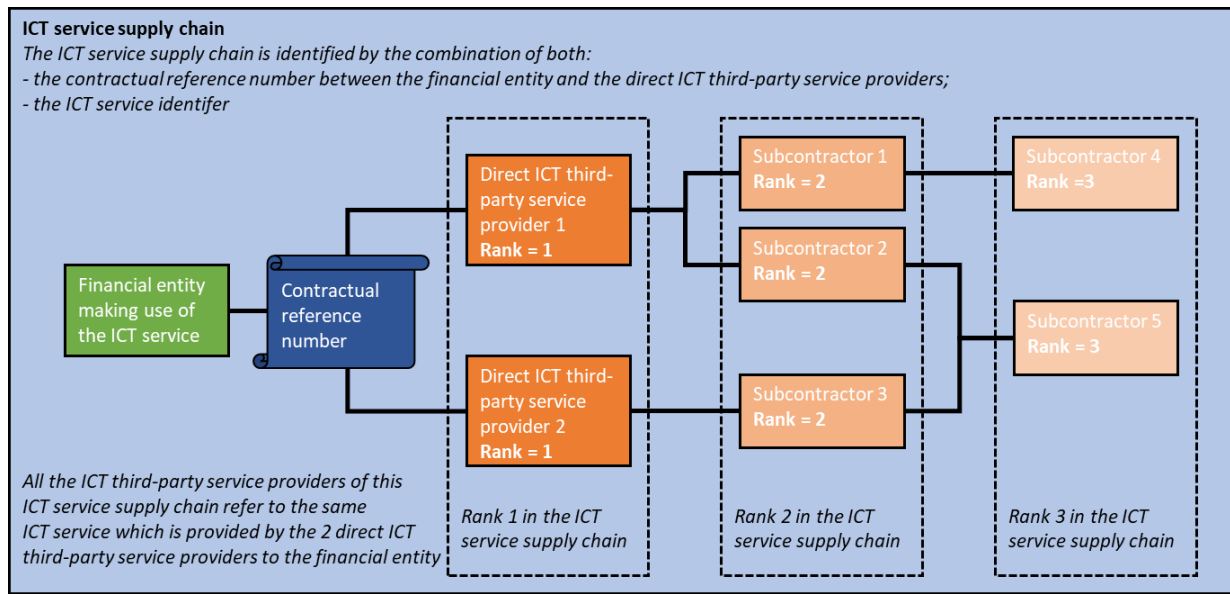 ICT service supply chain
The ICT service supply chain is identified by the combination of both:
- the contractual reference number between the financial entity and the direct ICT third-party service providers;
- the ICT service identifer
Financial entity
making use of
the ICT service
Contractual
reference
number
Direct ICT third-
party service
provider 1
Rank = 1
Direct ICT third-
party service
provider 2
Rank = 1
Subcontractor 1
Rank = 2
Subcontractor 2
Rank = 2
Subcontractor 3
Rank = 2
Subcontractor 4
Rank =3
Subcontractor 5
Rank = 3
All the ICT third-party service providers of this
ICT service supply chain refer to the same
ICT service which is provided by the 2 direct ICT
third-party service providers to the financial entity
Rank 1 in the ICT
service supply chain
Rank 2 in the ICT
service supply chain
Rank 3 in the ICT
service supply chain